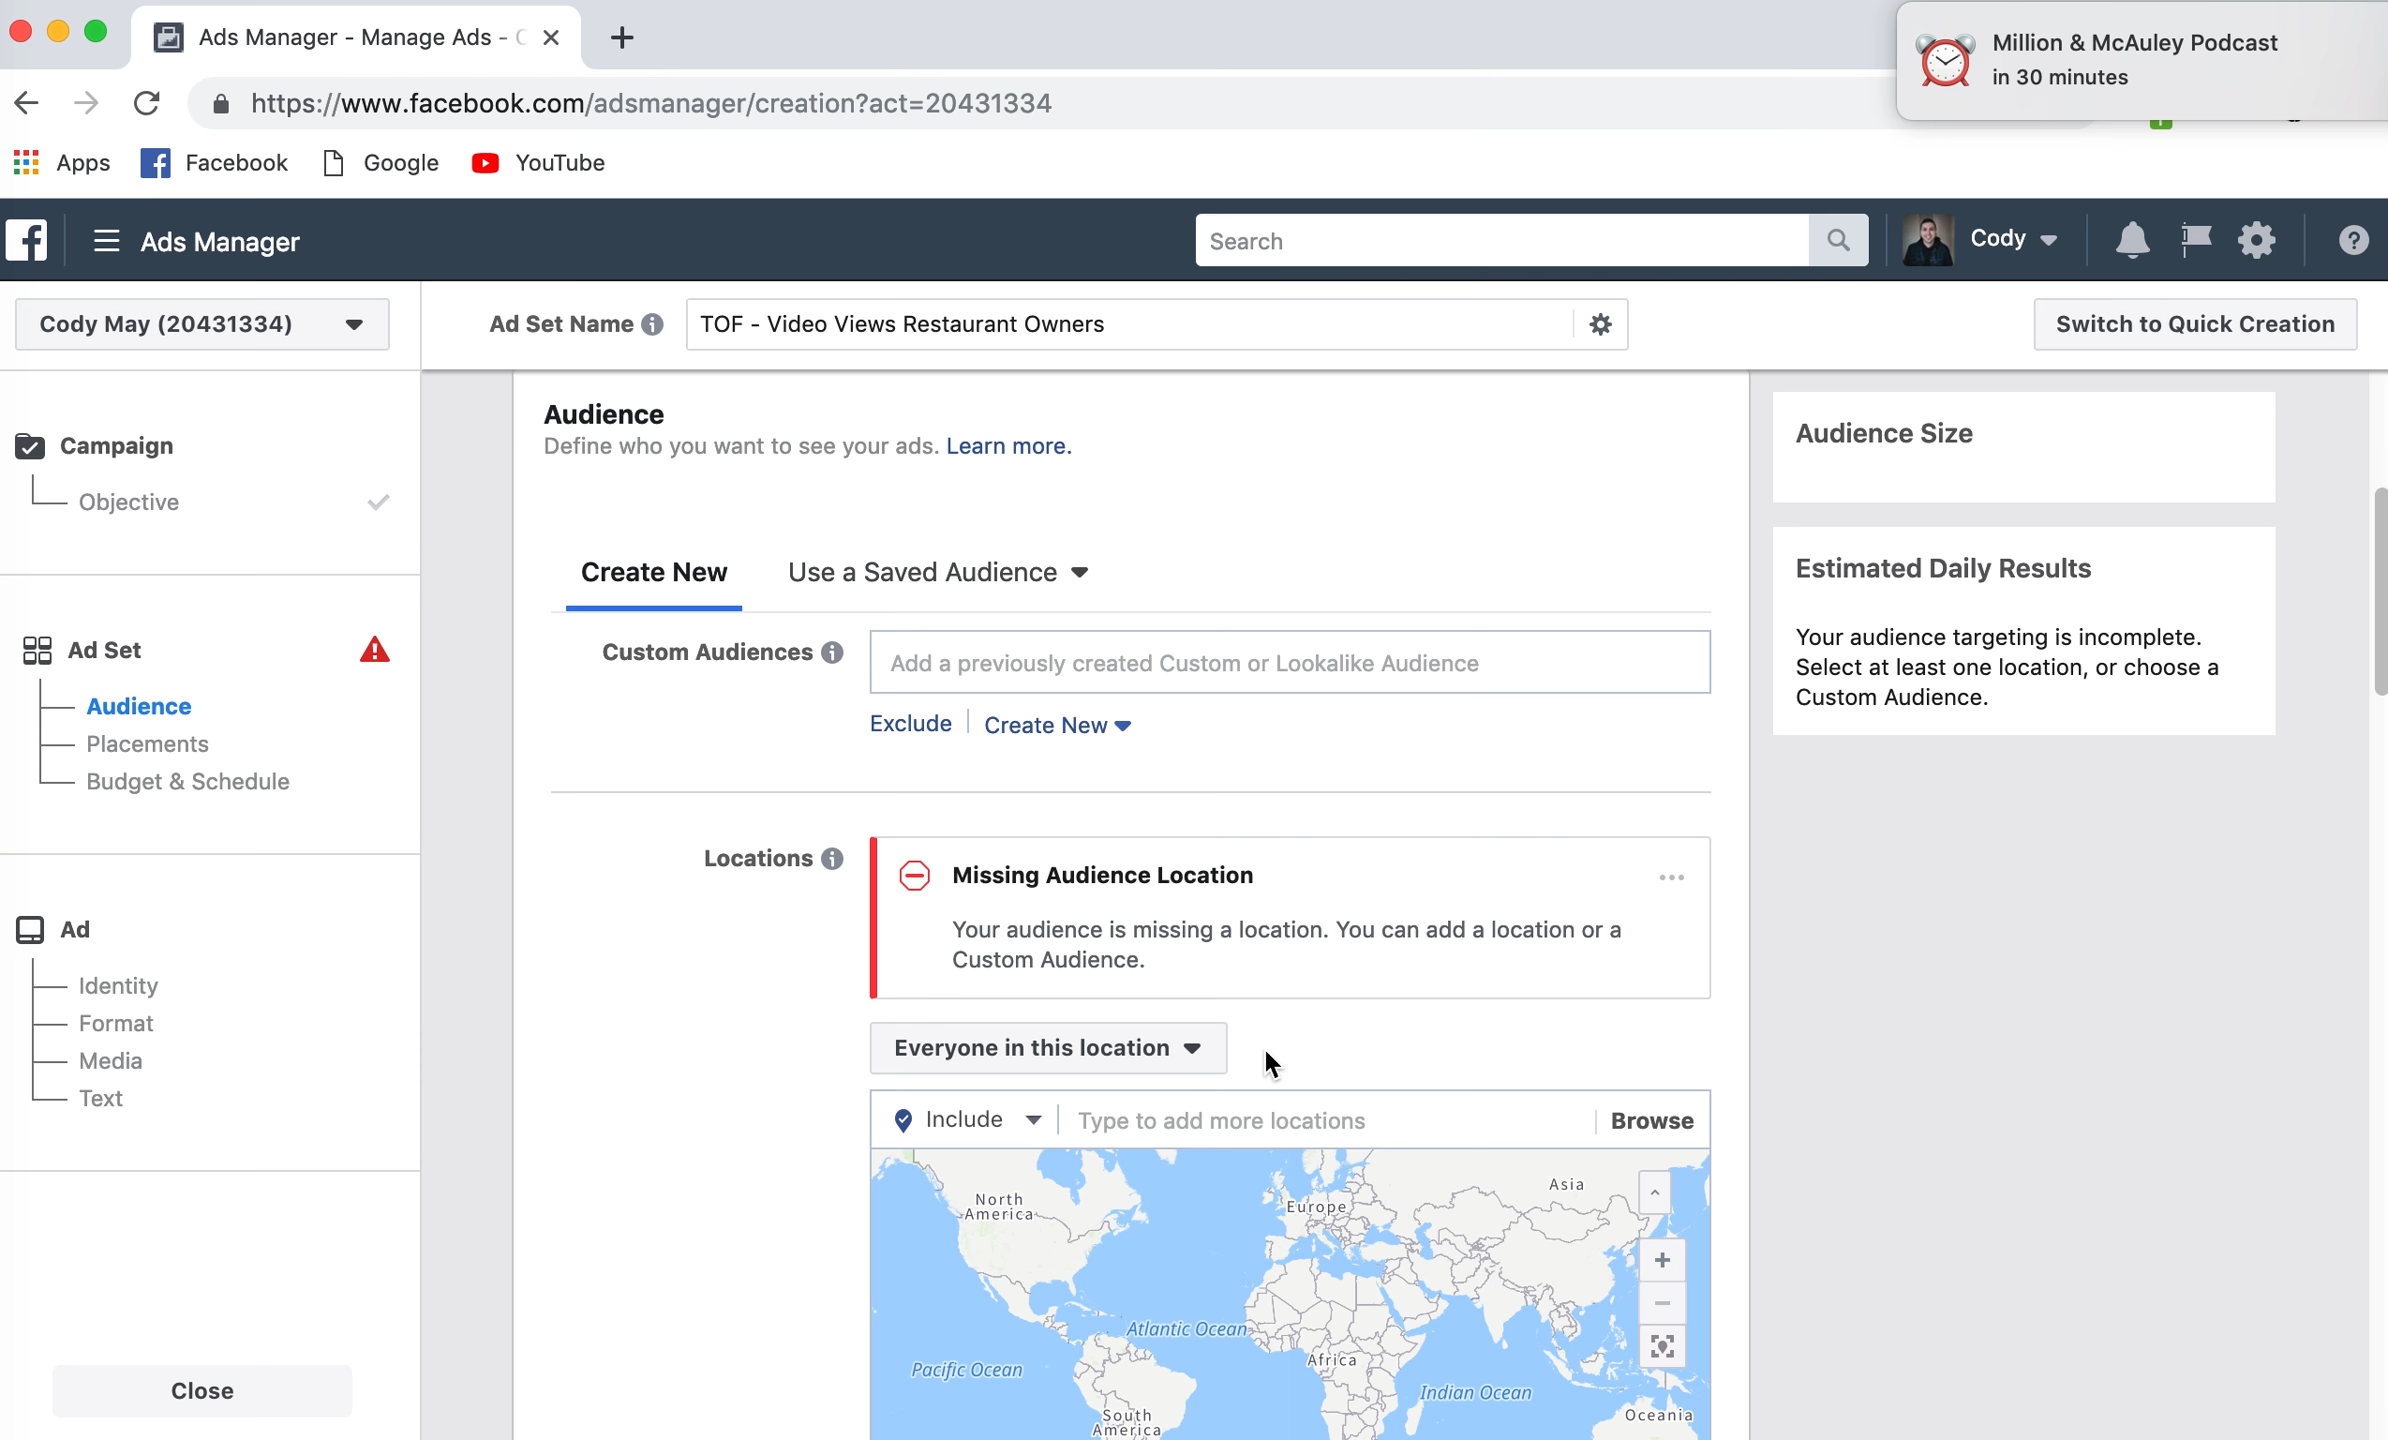 Ads Manager - Manage Ads -
Million & McAuley Podcast
in 30 minutes
https://www.facebook.com/adsmanager/creation?act=20431334
Apps
Facebook
Google
YouTube
Ads Manager
Search
Cody
Cody May (20431334)
Ad Set Name
TOF - Video Views Restaurant Owners
Switch to Quick Creation
Campaign
Objective
Ad Set
Audience
Placements
Budget & Schedule
Ad
Identity
Format
Media
Text
Close
Audience
Define who you want to see your ads. Learn more.
Create New
Use a Saved Audience
Custom Audiences
Add a previously created Custom or Lookalike Audience
Exclude
Create New
Locations
Missing Audience Location
Your audience is missing a location. You can add a location or a
Custom Audience.
Everyone in this location
Include
Type to add more locations
Browse
North
America
Europe
Asia
Atlantic Ocean
Pacific Ocean
Africa
Indian Ocean
South
America
Oceania
Audience Size
Estimated Daily Results
Your audience targeting is incomplete.
Select at least one location, or choose a
Custom Audience.